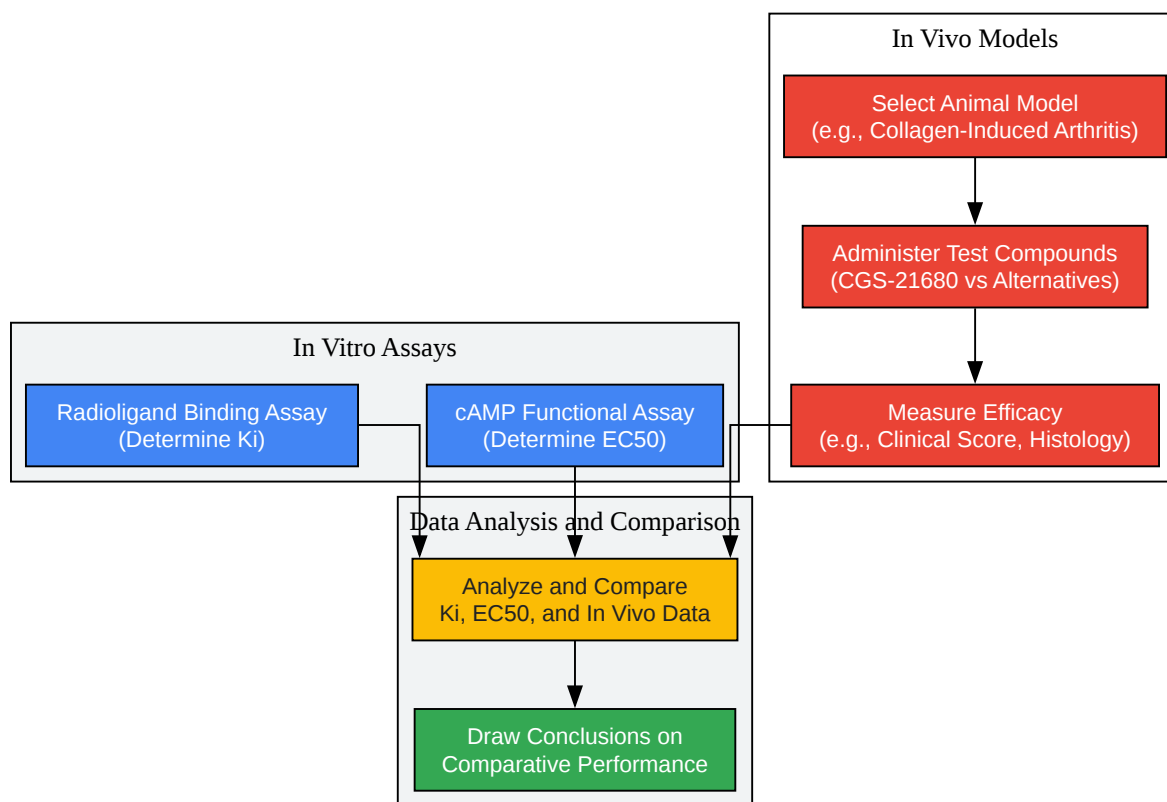 In Vivo Models
Select Animal Model
(e.g., Collagen-Induced Arthritis)
Administer Test Compounds
(CGS-21680 vs Alternatives)
Measure Efficacy
(e.g., Clinical Score, Histology)
In Vitro Assays
Radioligand Binding Assay
(Determine Ki)
cAMP Functional Assay
(Determine EC50)
Data Analysis and Comparison
Analyze and Compare
Ki, EC50, and In Vivo Data
Draw Conclusions on
Comparative Performance